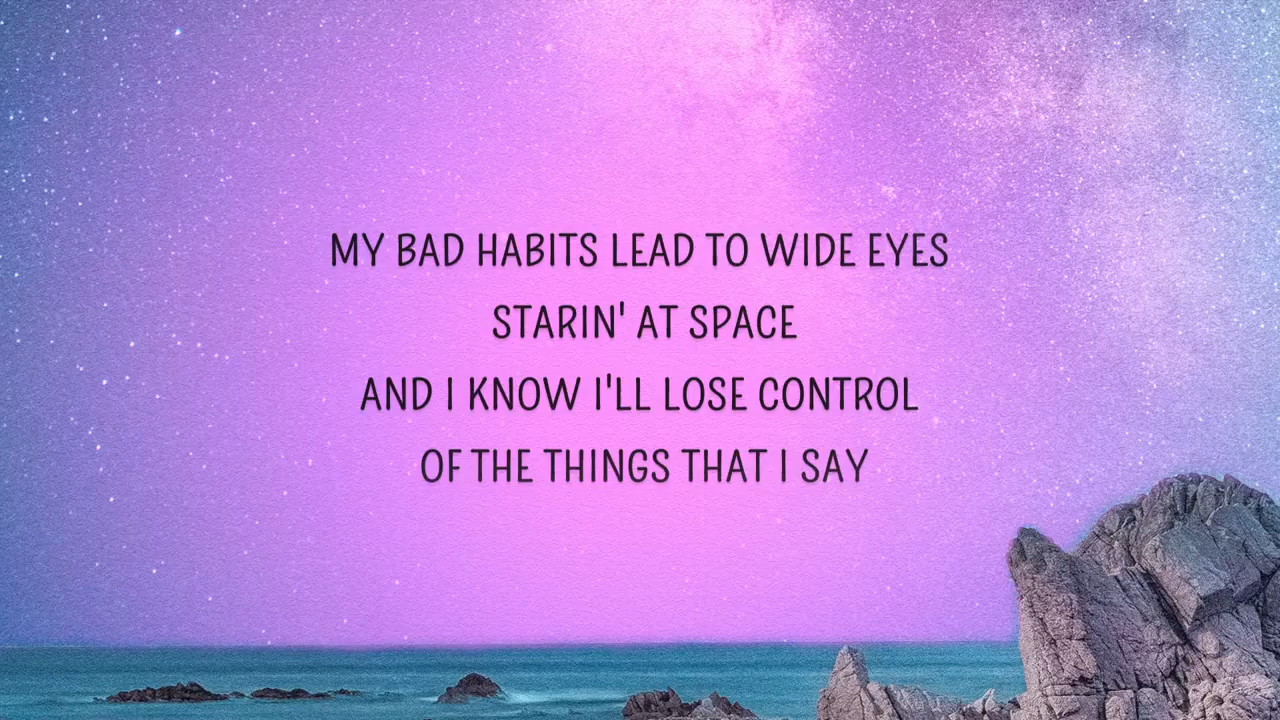 MY BAD HABITS LEAD TO WIDE EYES
STARIN' AT SPACE
AND I KNOW I'LL LOSE CONTROL
OF THE THINGS THAT I SAY